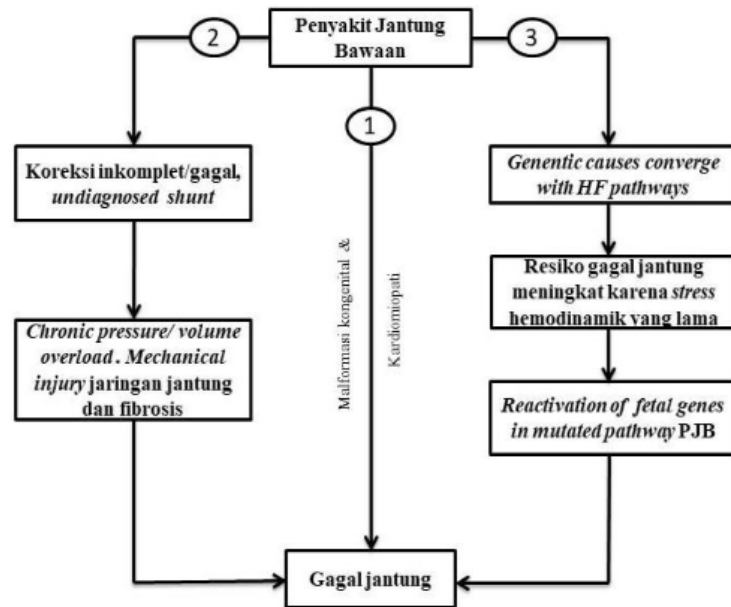 Penyakit Jantung
Bawaan
2
3
1
Koreksi inkomplet/gagal,
undiagnosed shunt
Genentic causes converge
with HF pathways
Malformasi kongenital &
Kardiomiopati
Resiko gagal jantung
meningkat karena stress
hemodinamik yang lama
Chronic pressure/ volume
overload . Mechanical
injury jaringan jantung
dan fibrosis
Reactivation of fetal genes
in mutated pathway PJB
Gagal jantung